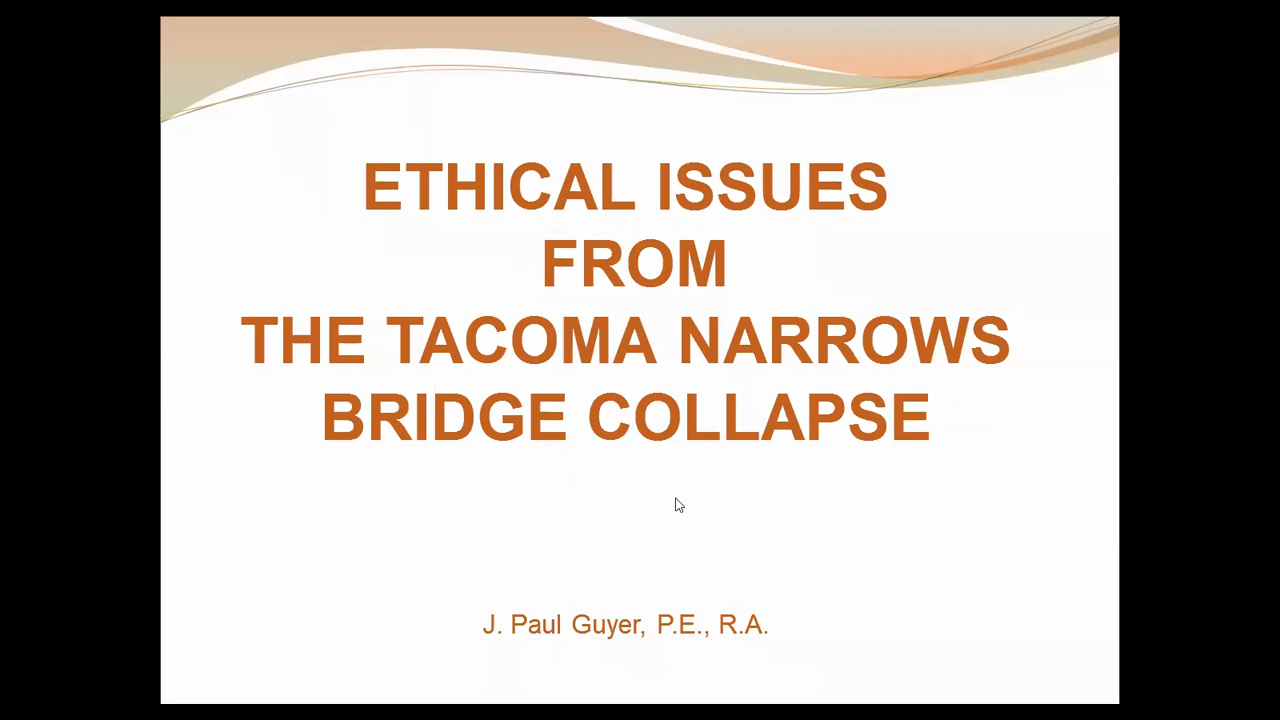 ETHICAL ISSUES
FROM
THE TACOMA NARROWS
BRIDGE COLLAPSE
J. Paul Guyer, P.E., R.A.